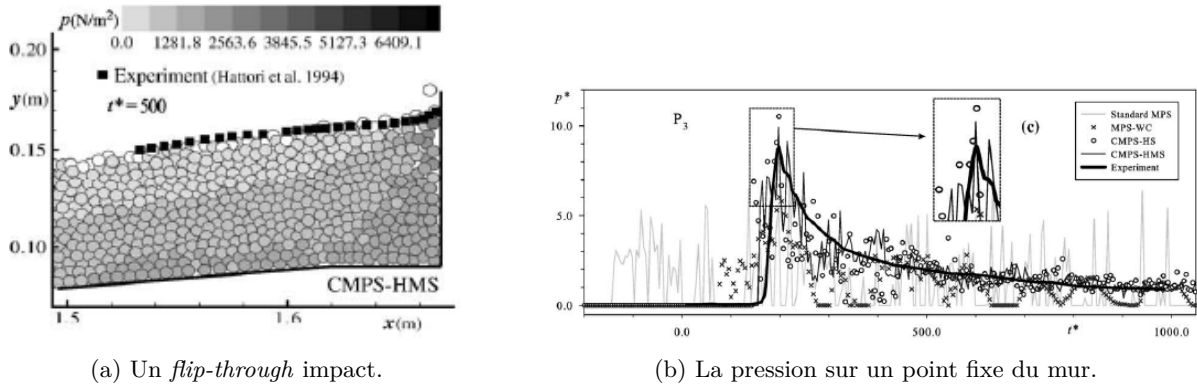 p(N/m²)
0.0 1281.8 2563.6 3845.5 5127.3 6409.1
0.20
■ Experiment (Hattori et al. 1994)
y(m)
t*=500
0.15
0.10
CMPS-HMS
1.5 1.6 x(m)
(a) Un flip-through impact.
p*
P₃
(c)
Standard MPS
MPS-WC
CMPS-HS
CMPS-HMS
Experiment
10.0
5.0
0.0
0.0 500.0 t* 1000.0
(b) La pression sur un point fixe du mur.